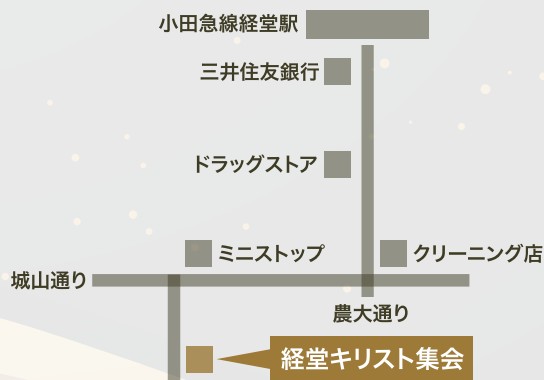 小田急線経堂駅
三井住友銀行
ドラッグストア
ミニストップ
クリーニング店
城山通り
農大通り
経堂キリスト集会